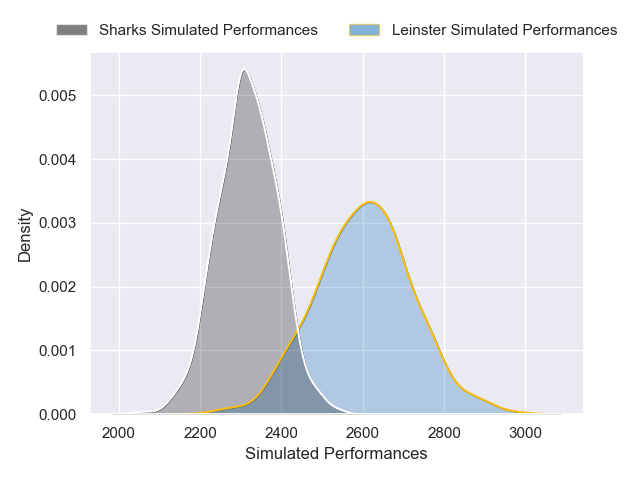 Sharks Simulated Performances Leinster Simulated Performances
0.005
0.004
0.003
0.002
0.001
0.000
Density
2000 2200 2400 2600 2800 3000
Simulated Performances